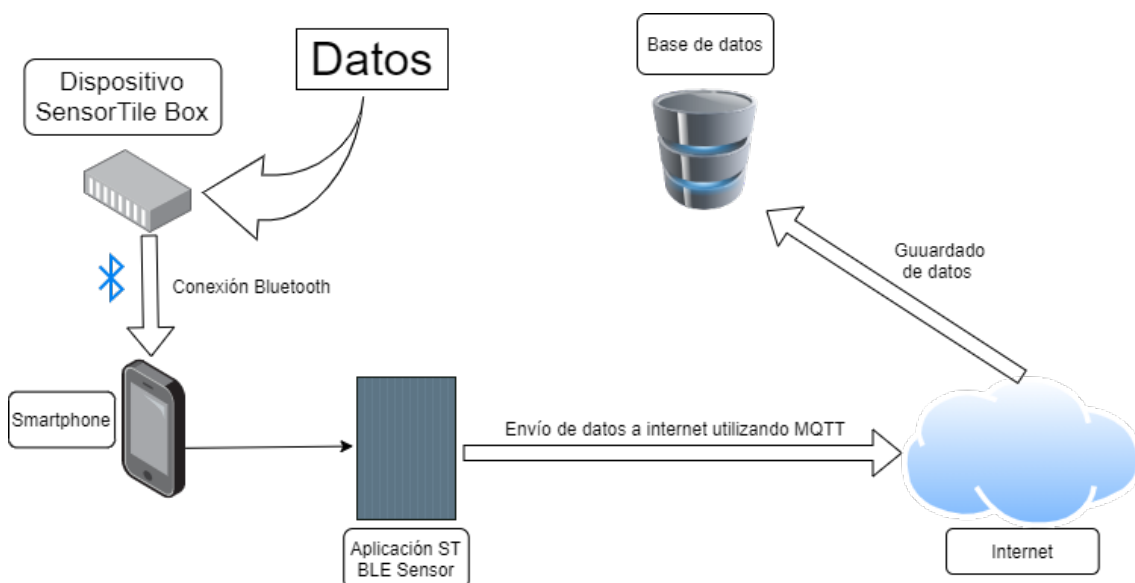 Datos
Base de datos
Dispositivo
SensorTile Box
Guuardado
de datos
Conexión Bluetooth
Smartphone
Envío de datos a internet utilizando MQTT
Aplicación ST
BLE Sensor
Internet